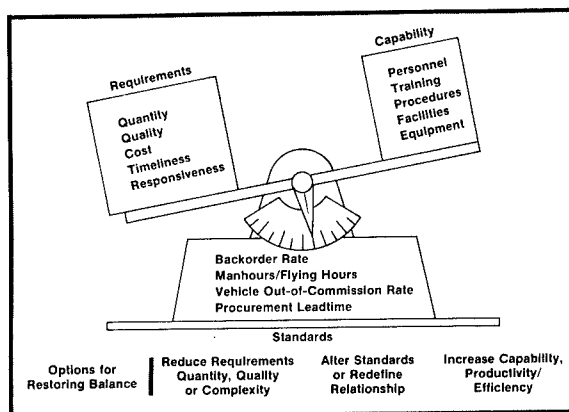 Requirements
Quantity
Quality
Cost
Timeliness
Responsiveness
Capability
Personnel
Training
Procedures
Facilities
Equipment
Backorder Rate
Manhours/Flying Hours
Vehicle Out-of-Commission Rate
Procurement Leadtime
Standards
Options for
Restoring Balance
Reduce Requirements
Quantity, Quality
or Complexity
Alter Standards
or Redefine
Relationship
Increase Capability,
Productivity/
Efficiency